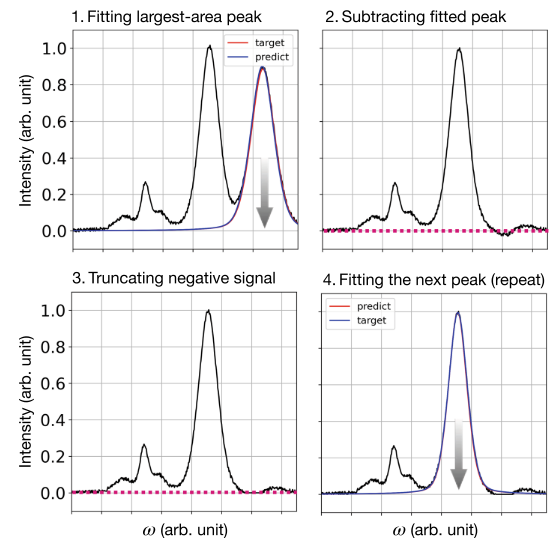 1. Fitting largest-area peak
2. Subtracting fitted peak
target
predict
Intensity (arb. unit)
1.0
0.8
0.6
0.4
0.2
0.0
3. Truncating negative signal
4. Fitting the next peak (repeat)
predict
target
Intensity (arb. unit)
1.0
0.8
0.6
0.4
0.2
0.0
ω (arb. unit)
ω (arb. unit)